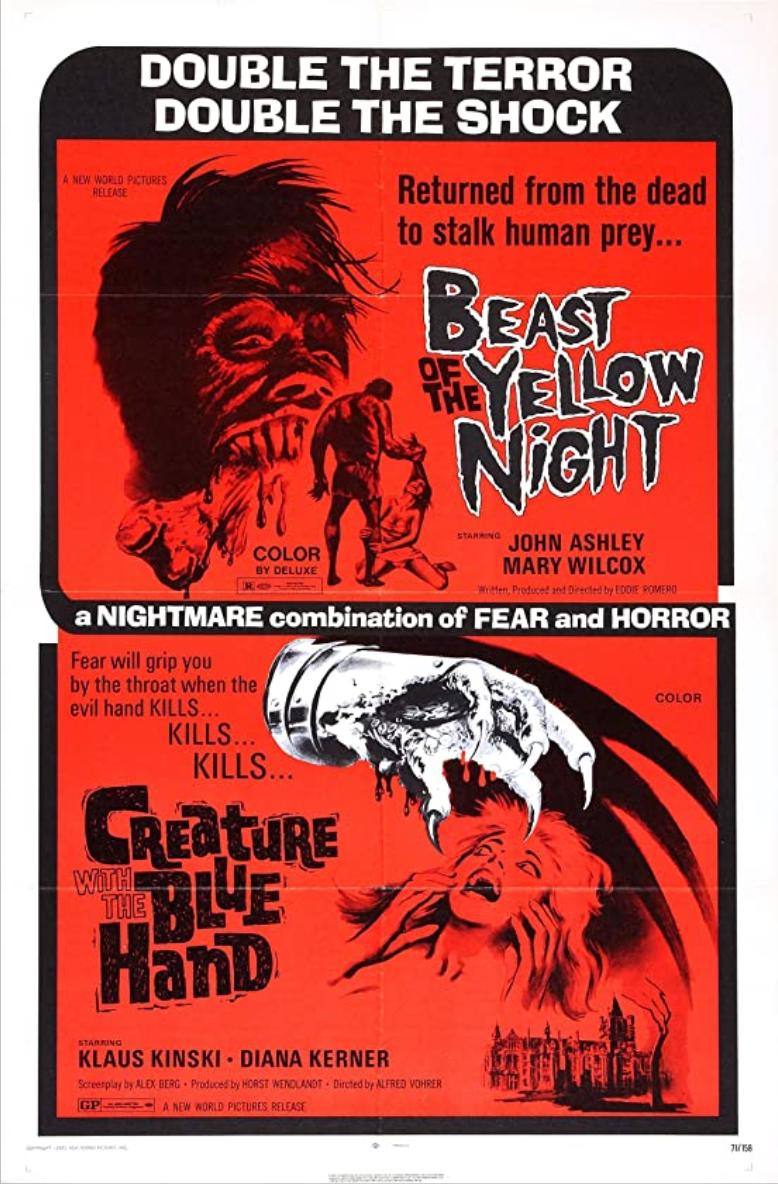 DOUBLE THE TERROR
DOUBLE THE SHOCK
A NEW WORLD PICTURES
RELEASE
Returned from the dead
to stalk human prey...
BEAST
OF THE YELLOW
NIGHT
STARRING JOHN ASHLEY
MARY WILCOX
Written, Produced and Directed by EDDIE ROMERO
COLOR
BY DELUXE
R
a NIGHTMARE combination of FEAR and HORROR
Fear will grip you
by the throat when the
evil hand KILLS...
KILLS...
KILLS...
COLOR
CREATURE
WITH THE BLUE
HAND
STARRING
KLAUS KINSKI · DIANA KERNER
Screenplay by ALEX BERG · Produced by HORST WENDLANDT · Directed by ALFRED VOHRER
GP
A NEW WORLD PICTURES RELEASE
71/158